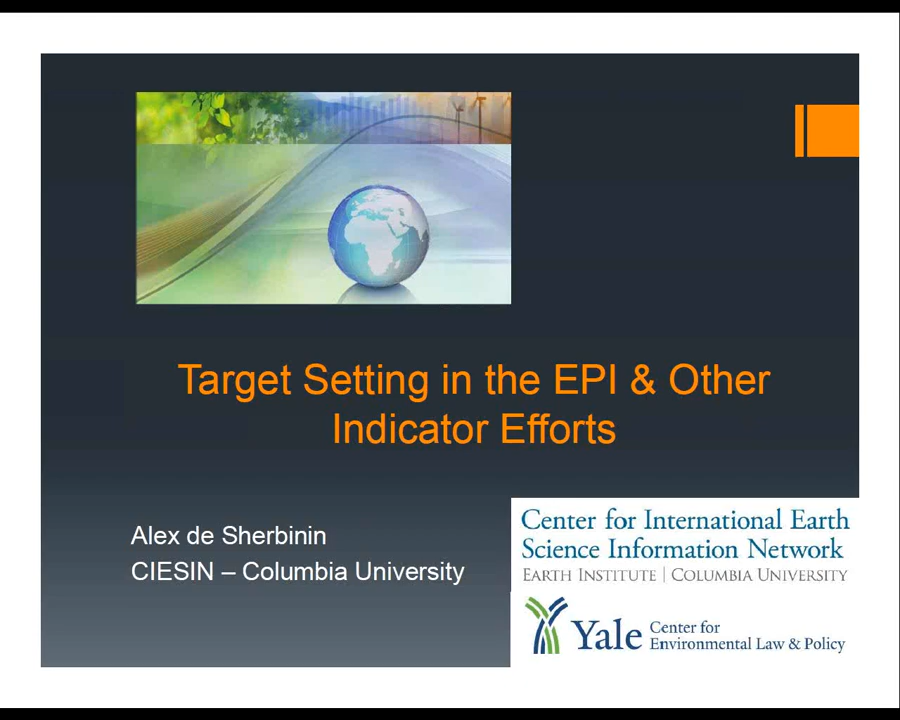 Target Setting in the EPI & Other
Indicator Efforts
Alex de Sherbinin
CIESIN – Columbia University
Center for International Earth
Science Information Network
EARTH INSTITUTE | COLUMBIA UNIVERSITY
Yale Center for
Environmental Law & Policy